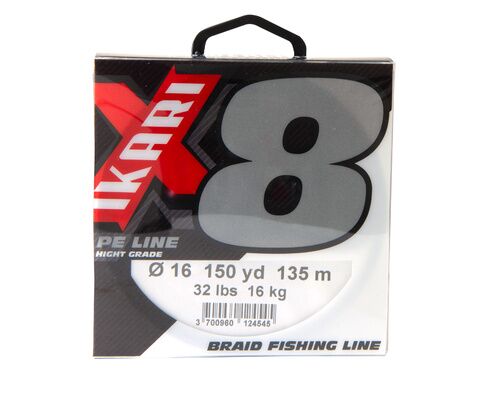 X
IKARI
8
PE LINE
HIGHT GRADE
Ø 16 150 yd 135 m
32 lbs 16 kg
3 700960 124545
BRAID FISHING LINE